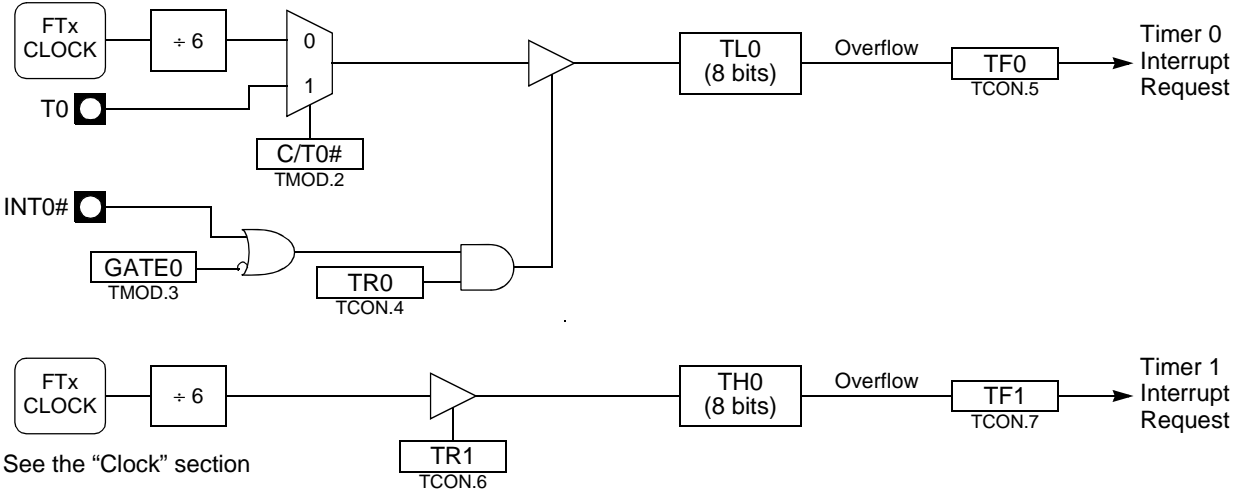 FTx
CLOCK
÷ 6
0
1
T0
C/T0#
TMOD.2
TL0
(8 bits)
Overflow
TF0
TCON.5
Timer 0
Interrupt
Request
INT0#
GATE0
TMOD.3
TR0
TCON.4
FTx
CLOCK
÷ 6
TR1
TCON.6
TH0
(8 bits)
Overflow
TF1
TCON.7
Timer 1
Interrupt
Request
See the “Clock” section